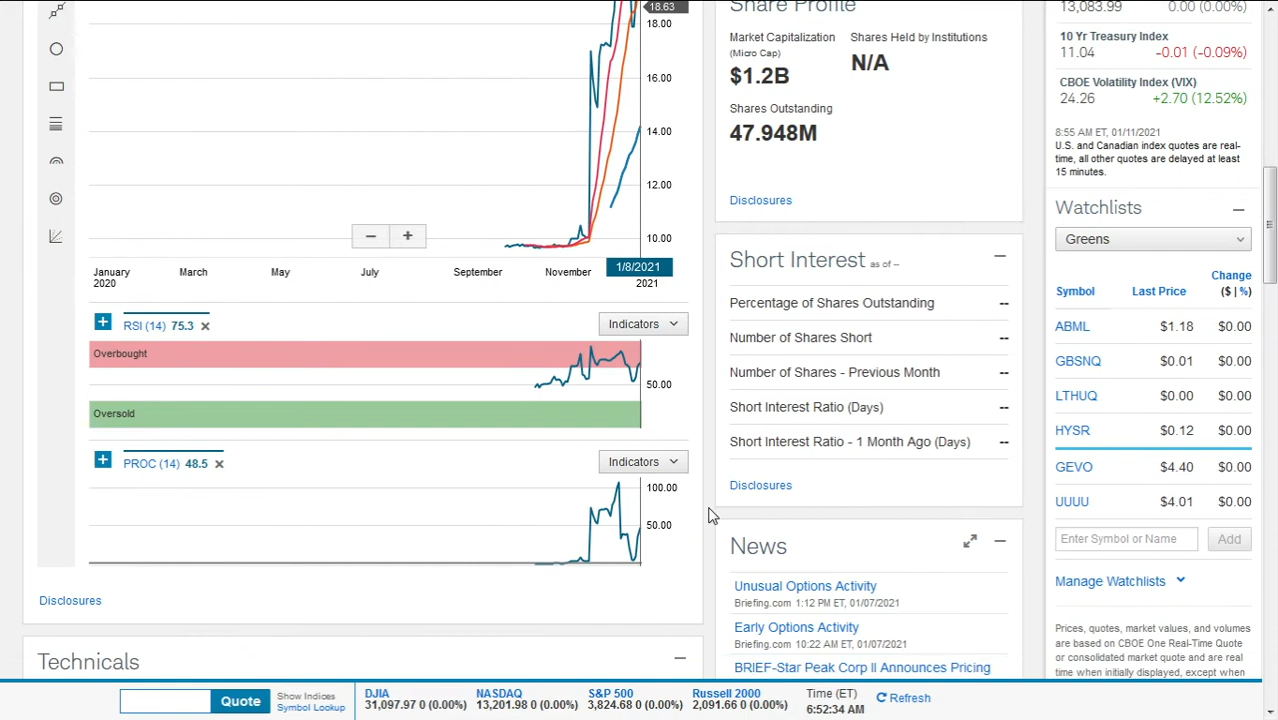 18.63
18.00
16.00
14.00
12.00
10.00
January 2020
March
May
July
September
November
1/8/2021
2021
RSI (14) 75.3
Indicators
Overbought
50.00
Oversold
PROC (14) 48.5
Indicators
100.00
50.00
Disclosures
Technicals
Share Profile
Market Capitalization
(Micro Cap)
$1.2B
Shares Held by Institutions
N/A
Shares Outstanding
47.948M
Disclosures
Short Interest as of --
Percentage of Shares Outstanding --
Number of Shares Short --
Number of Shares - Previous Month --
Short Interest Ratio (Days) --
Short Interest Ratio - 1 Month Ago (Days) --
Disclosures
News
Unusual Options Activity
Briefing.com 1:12 PM ET, 01/07/2021
Early Options Activity
Briefing.com 10:22 AM ET, 01/07/2021
BRIEF-Star Peak Corp II Announces Pricing
13,083.99 0.00 (0.00%)
10 Yr Treasury Index
11.04 -0.01 (-0.09%)
CBOE Volatility Index (VIX)
24.26 +2.70 (12.52%)
8:55 AM ET, 01/11/2021
U.S. and Canadian index quotes are real-
time, all other quotes are delayed at least
15 minutes.
Watchlists
Greens
Symbol Last Price Change ($ | %)
ABML $1.18 $0.00
GBSNQ $0.01 $0.00
LTHUQ $0.00 $0.00
HYSR $0.12 $0.00
GEVO $4.40 $0.00
UUUU $4.01 $0.00
Enter Symbol or Name Add
Manage Watchlists
Prices, quotes, market values, and volumes
are based on CBOE One Real-Time Quote
or consolidated market quote and are real
time when initially displayed, except when
Quote
Show Indices
Symbol Lookup
DJIA
31,097.97 0 (0.00%)
NASDAQ
13,201.98 0 (0.00%)
S&P 500
3,824.68 0 (0.00%)
Russell 2000
2,091.66 0 (0.00%)
Time (ET)
6:52:34 AM
Refresh